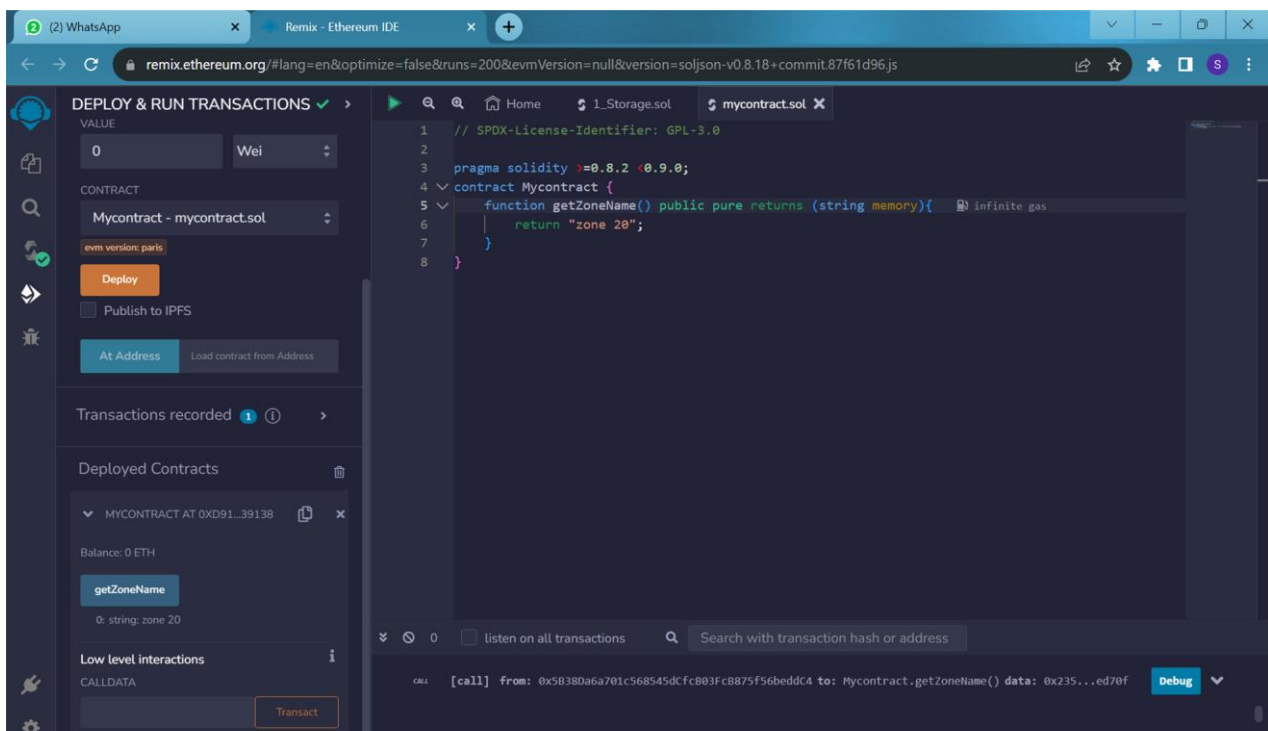 2 (2) WhatsApp
Remix - Ethereum IDE
remix.ethereum.org/#lang=en&optimize=false&runs=200&evmVersion=null&version=soljson-v0.8.18+commit.87f61d96.js
S
DEPLOY & RUN TRANSACTIONS
VALUE
0 Wei
CONTRACT
Mycontract - mycontract.sol
evm version: paris
Deploy
Publish to IPFS
At Address Load contract from Address
Transactions recorded 1 i
Deployed Contracts
MYCONTRACT AT 0XD91...39138
Balance: 0 ETH
getZoneName
0: string: zone 20
Low level interactions i
CALLDATA
Transact
Home 1_Storage.sol mycontract.sol
1 // SPDX-License-Identifier: GPL-3.0
2
3 pragma solidity >=0.8.2 <0.9.0;
4 contract Mycontract {
5 function getZoneName() public pure returns (string memory){ infinite gas
6 return "zone 20";
7 }
8 }
0 listen on all transactions Search with transaction hash or address
CALL [call] from: 0x5B38Da6a701c568545dCfcB03FcB875f56beddC4 to: Mycontract.getZoneName() data: 0x235...ed70f Debug